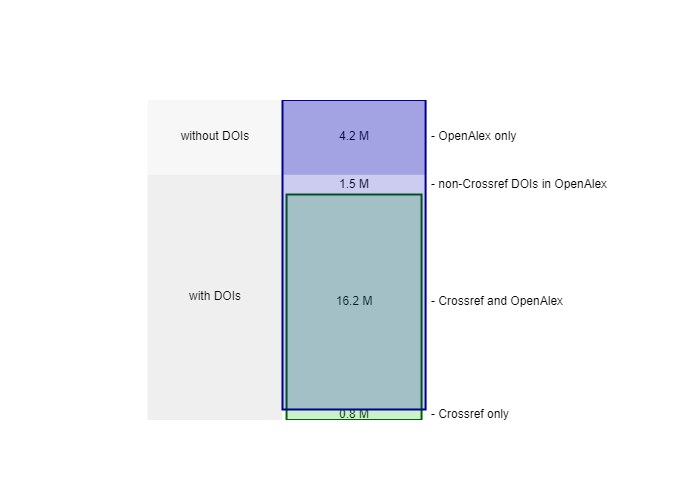 without DOIs 4.2 M - OpenAlex only
1.5 M - non-Crossref DOIs in OpenAlex
with DOIs
16.2 M - Crossref and OpenAlex
0.8 M - Crossref only